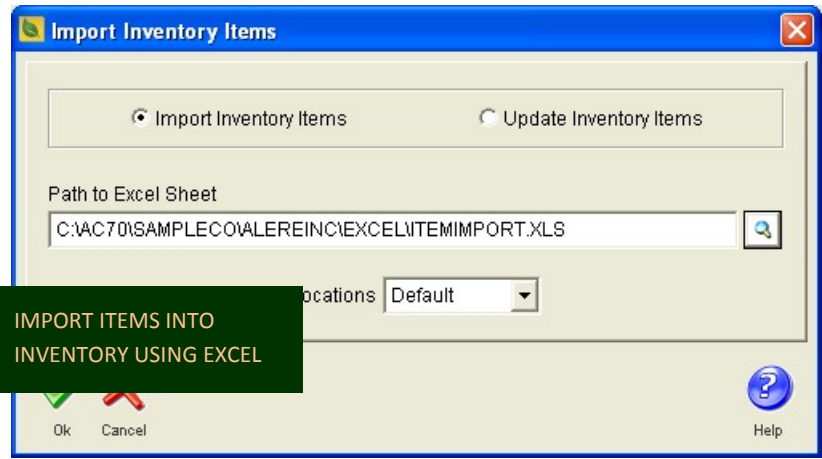 Import Inventory Items
Import Inventory Items Update Inventory Items
Path to Excel Sheet
C:\AC70\SAMPLECO\ALEREINC\EXCEL\ITEMIMPORT.XLS
Default
IMPORT ITEMS INTO
INVENTORY USING EXCEL
Ok Cancel Help